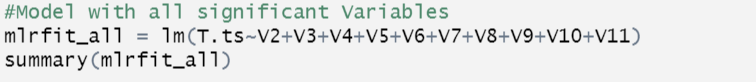 #Model with all significant Variables
mlrfit_all = lm(T.ts~V2+V3+V4+V5+V6+V7+V8+V9+V10+V11)
summary(mlrfit_all)